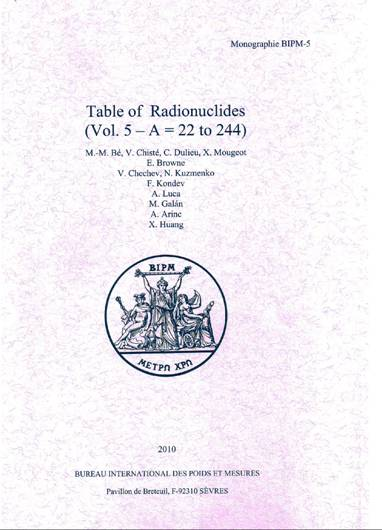 Monographie BIPM-5
Table of Radionuclides
(Vol. 5 – A = 22 to 244)
M.-M. Bé, V. Chisté, C. Dulieu, X. Mougeot
E. Browne
V. Chechev, N. Kuzmenko
F. Kondev
A. Luca
M. Galán
A. Arinc
X. Huang
BIPM
ΜΕΤΡΩ ΧΡΩ
2010
BUREAU INTERNATIONAL DES POIDS ET MESURES
Pavillon de Breteuil, F-92310 SÈVRES